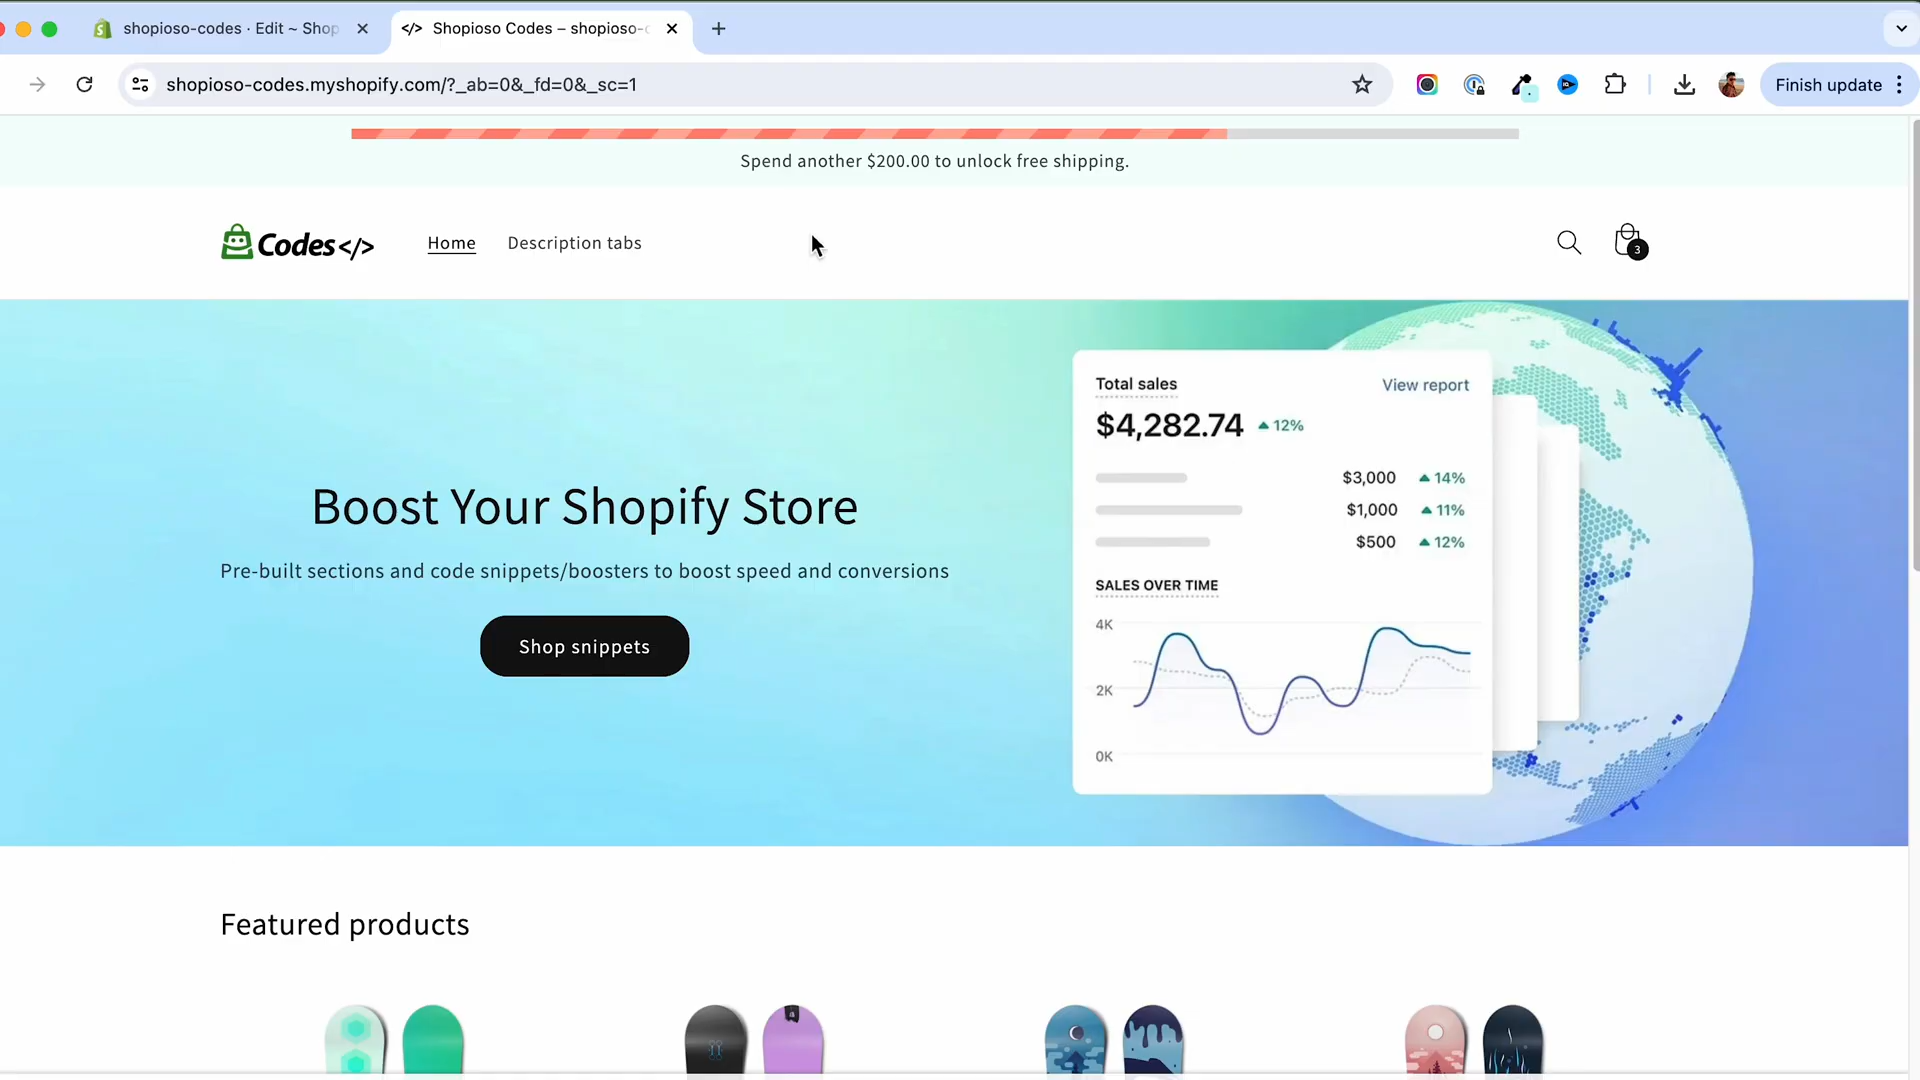 shopioso-codes · Edit ~ Shop
</> Shopioso Codes – shopioso-c
shopioso-codes.myshopify.com/?_ab=0&_fd=0&_sc=1
Finish update
Spend another $200.00 to unlock free shipping.
Codes</>
Home
Description tabs
3
Boost Your Shopify Store
Pre-built sections and code snippets/boosters to boost speed and conversions
Shop snippets
Total sales
View report
$4,282.74
12%
$3,000
14%
$1,000
11%
$500
12%
SALES OVER TIME
4K
2K
0K
Featured products